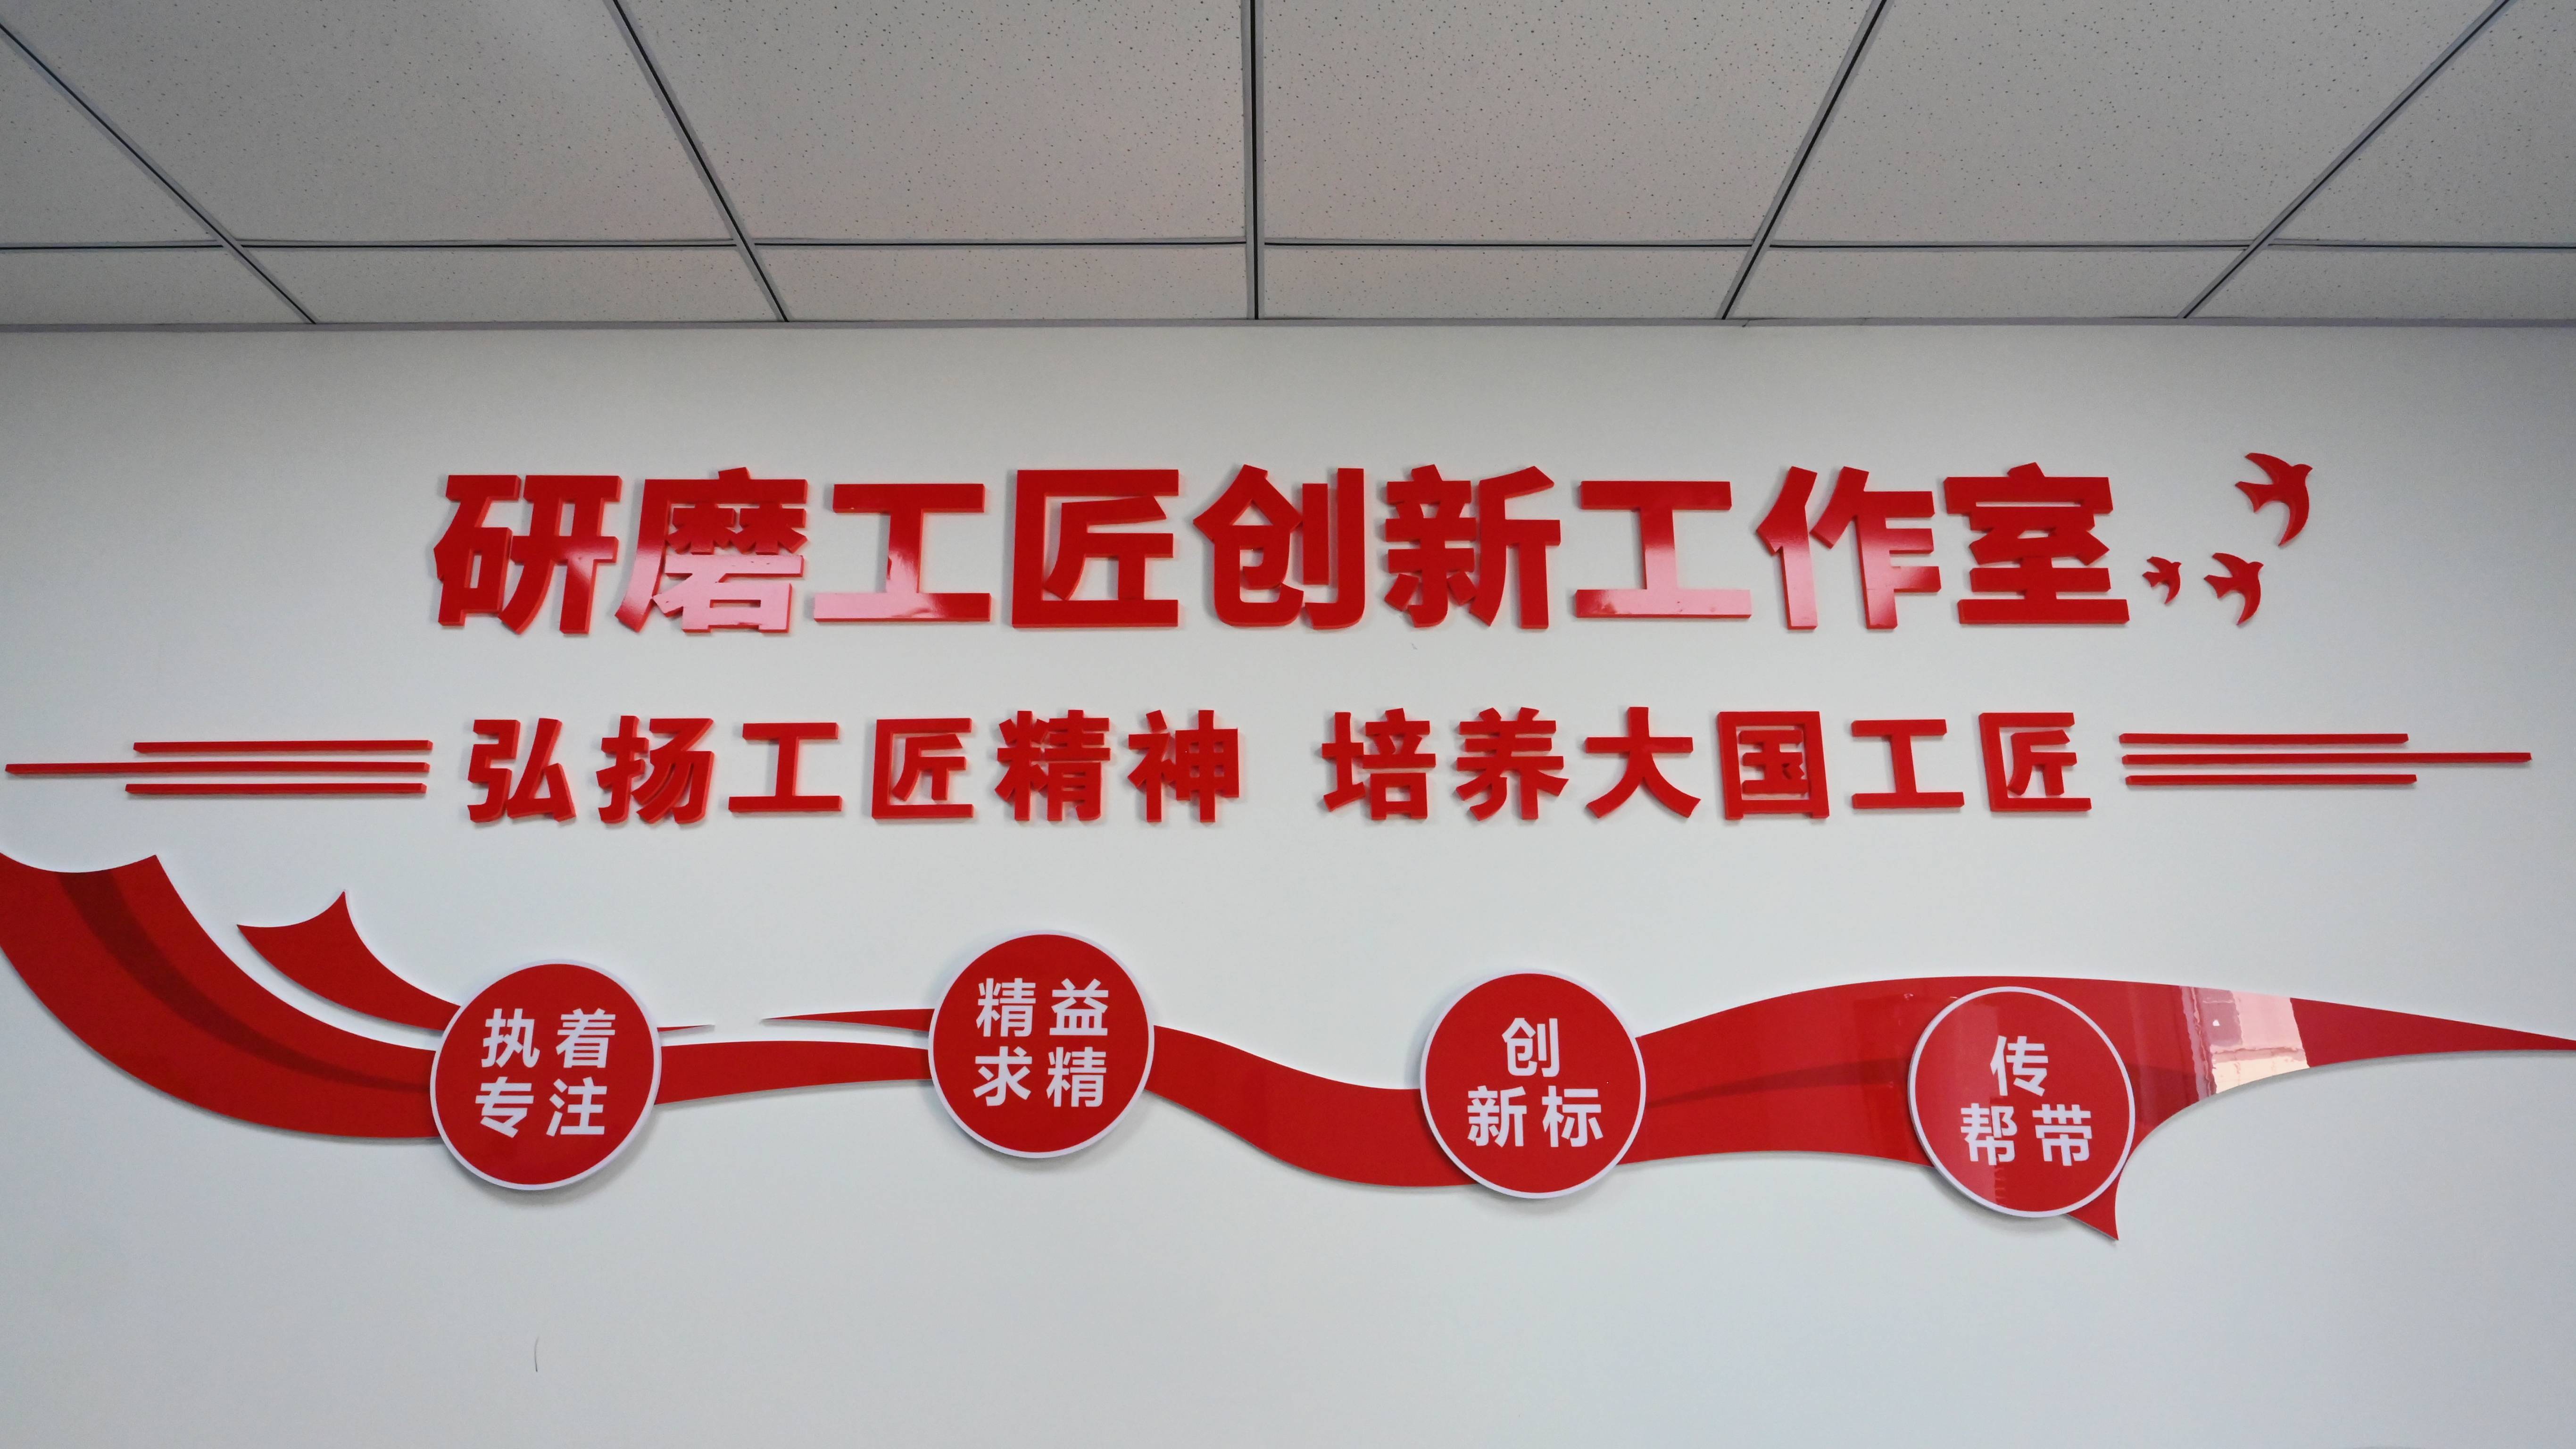 研磨工匠创新工作室
弘扬工匠精神 培养大国工匠
执着
专注
精益
求精
创
新标
传
帮带